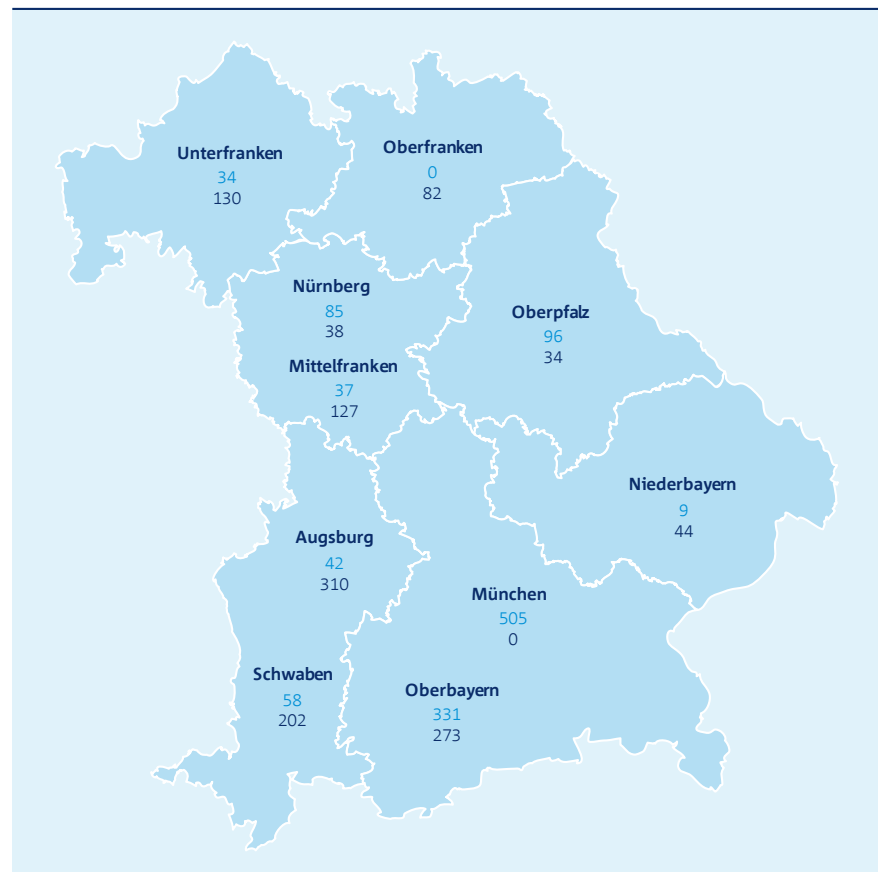 Unterfranken
34
130
Oberfranken
0
82
Nürnberg
85
38
Mittelfranken
37
127
Oberpfalz
96
34
Niederbayern
9
44
Augsburg
42
310
München
505
0
Schwaben
58
202
Oberbayern
331
273